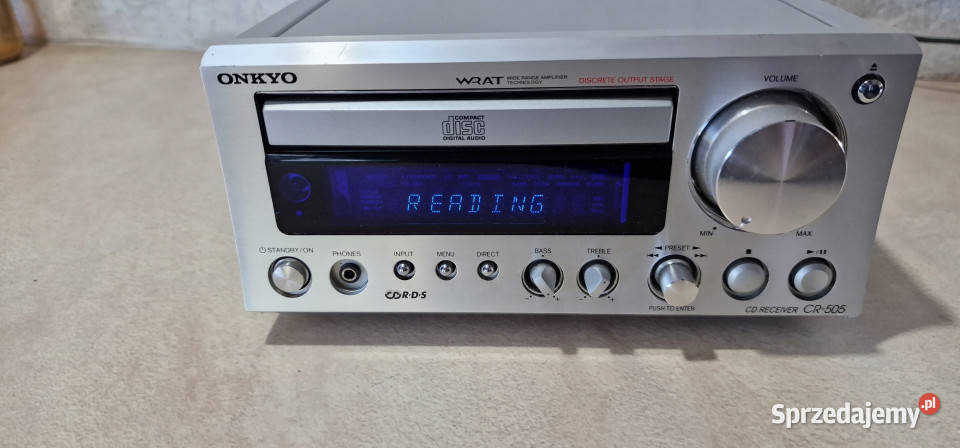 ONKYO
WRAT WIDE RANGE AMPLIFIER
TECHNOLOGY
DISCRETE OUTPUT STAGE
VOLUME
COMPACT
disc
DIGITAL AUDIO
READING
MIN
MAX
STANDBY/ON
PHONES
INPUT
MENU
DIRECT
BASS
TREBLE
PRESET
R·D·S
PUSH TO ENTER
CD RECEIVER CR-505
Sprzedajemy.pl